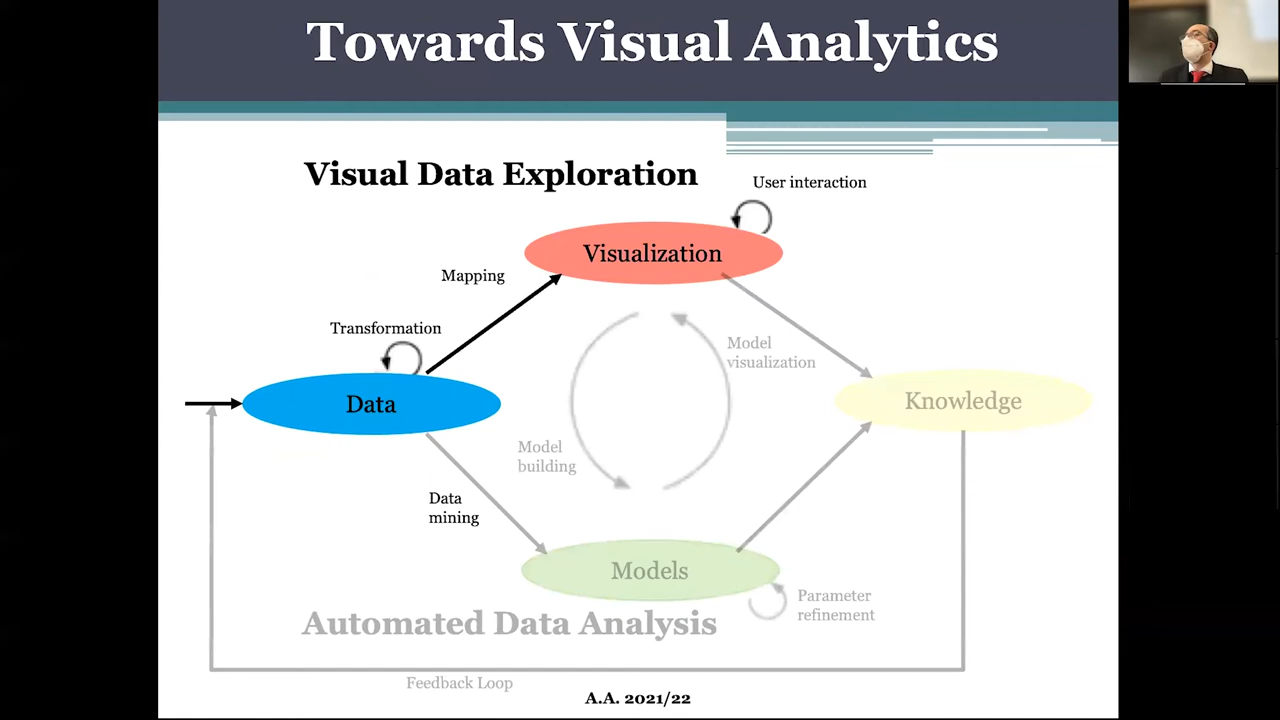 Towards Visual Analytics
Visual Data Exploration
User interaction
Visualization
Mapping
Transformation
Model
visualization
Data
Knowledge
Model
building
Data
mining
Models
Parameter
refinement
Automated Data Analysis
Feedback Loop
A.A. 2021/22